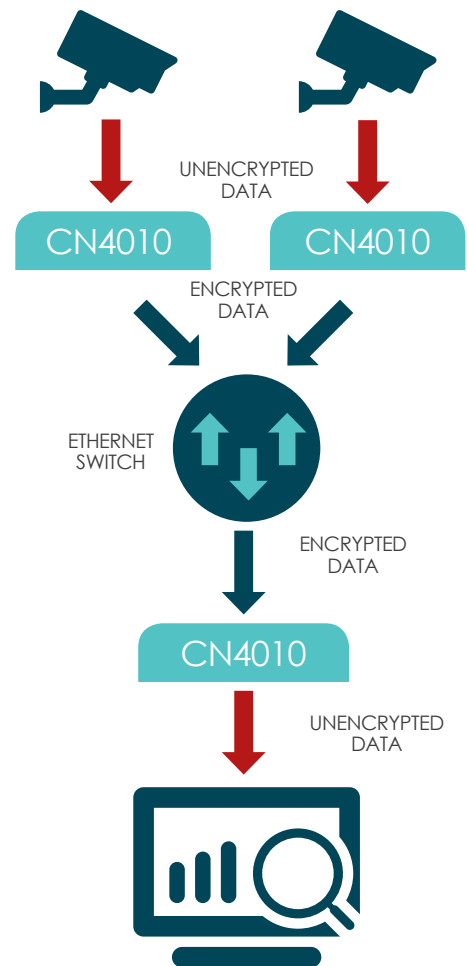 UNENCRYPTED
DATA
CN4010
CN4010
ENCRYPTED
DATA
ETHERNET
SWITCH
ENCRYPTED
DATA
CN4010
UNENCRYPTED
DATA